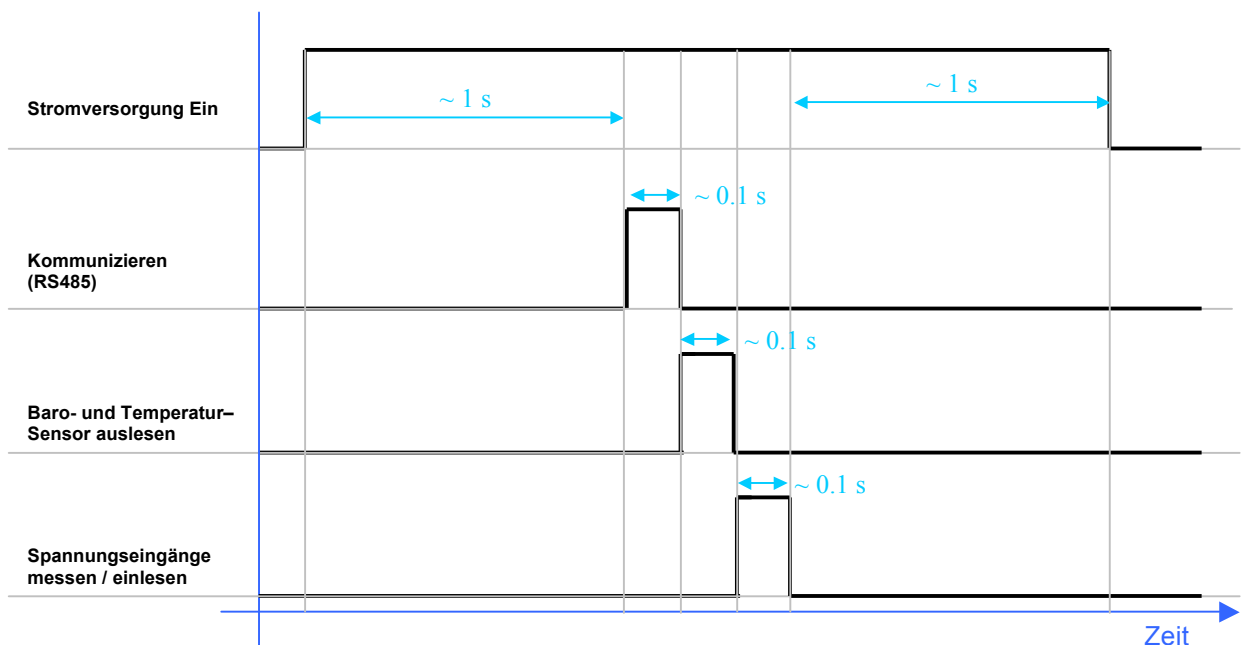 Stromversorgung Ein
~ 1 s
~ 1 s
Kommunizieren
(RS485)
~ 0.1 s
Baro- und Temperatur–
Sensor auslesen
~ 0.1 s
Spannungseingänge
messen / einlesen
~ 0.1 s
Zeit